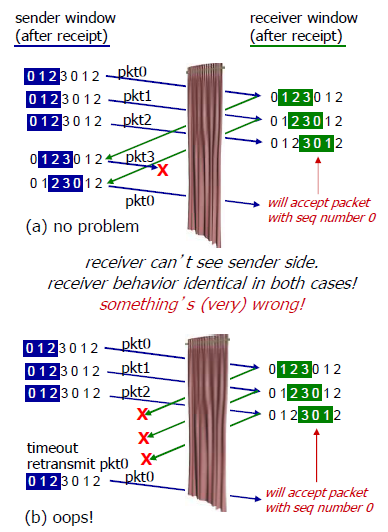 sender window
(after receipt)
receiver window
(after receipt)
0 1 2 3 0 1 2 pkt0
0 1 2 3 0 1 2 pkt1
0 1 2 3 0 1 2 pkt2
0 1 2 3 0 1 2
0 1 2 3 0 1 2
0 1 2 3 0 1 2
0 1 2 3 0 1 2 pkt3
X
0 1 2 3 0 1 2
pkt0
will accept packet
with seq number 0
(a) no problem
receiver can't see sender side.
receiver behavior identical in both cases!
something's (very) wrong!
0 1 2 3 0 1 2 pkt0
0 1 2 3 0 1 2 pkt1
0 1 2 3 0 1 2 pkt2
0 1 2 3 0 1 2
0 1 2 3 0 1 2
0 1 2 3 0 1 2
X
X
X
timeout
retransmit pkt0
0 1 2 3 0 1 2 pkt0
will accept packet
with seq number 0
(b) oops!